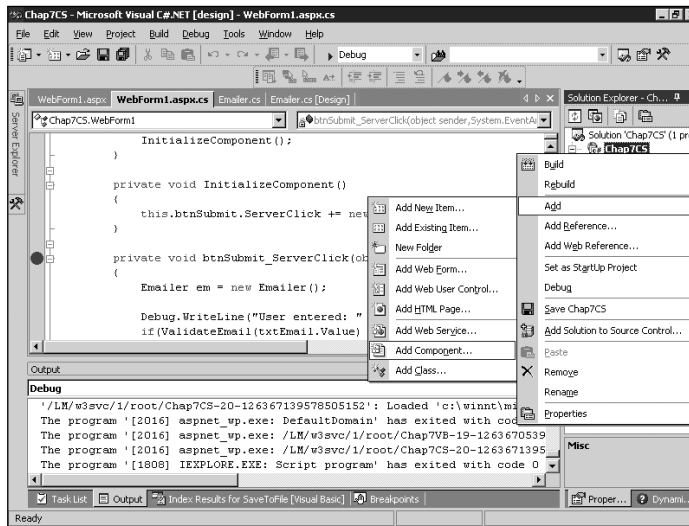 Chap7CS - Microsoft Visual C#.NET [design] - WebForm1.aspx.cs
File Edit View Project Build Debug Tools Window Help
Debug
WebForm1.aspx WebForm1.aspx.cs Emailer.cs Emailer.cs [Design]
Solution Explorer - Ch...
Server Explorer
Chap7CS.WebForm1
btnSubmit_ServerClick(object sender,System.EventA
Solution 'Chap7CS' (1 pr
Chap7CS
InitializeComponent();
}
private void InitializeComponent()
{
this.btnSubmit.ServerClick += new
}
private void btnSubmit_ServerClick(ob
{
Emailer em = new Emailer();
Debug.WriteLine("User entered: "
if(ValidateEmail(txtEmail.Value)
Add New Item...
Add Existing Item...
New Folder
Add Web Form...
Add Web User Control...
Add HTML Page...
Add Web Service...
Add Component...
Add Class...
Build
Rebuild
Add
Add Reference...
Add Web Reference...
Set as StartUp Project
Debug
Save Chap7CS
Add Solution to Source Control...
Paste
Remove
Rename
Properties
Output
Debug
'/LM/w3svc/1/root/Chap7CS-20-126367139578505152': Loaded 'c:\winnt\mi
The program '[2016] aspnet_wp.exe: DefaultDomain' has exited with cod
The program '[2016] aspnet_wp.exe: /LM/w3svc/1/root/Chap7VB-19-1263670539
The program '[2016] aspnet_wp.exe: /LM/w3svc/1/root/Chap7CS-20-1263671395
The program '[1808] IEXPLORE.EXE: Script program' has exited with code 0
Misc
Task List Output Index Results for SaveToFile [Visual Basic] Breakpoints
Proper... Dynami...
Ready